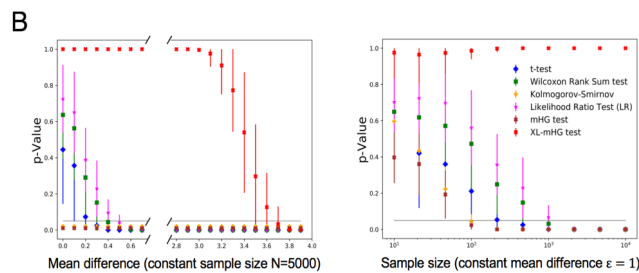 B
p-Value
1.0
0.8
0.6
0.4
0.2
0.0
0.0 0.2 0.4 0.6 2.8 3.0 3.2 3.4 3.6 3.8 4.0
Mean difference (constant sample size N=5000)
p-Value
1.0
0.8
0.6
0.4
0.2
0.0
t-test
Wilcoxon Rank Sum test
Kolmogorov-Smirnov
Likelihood Ratio Test (LR)
mHG test
XL-mHG test
10¹ 10² 10³ 10⁴
Sample size (constant mean difference ε = 1)